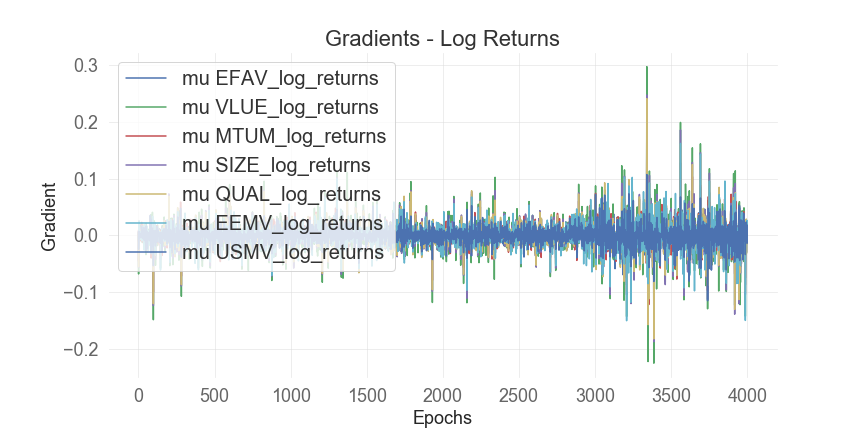 Gradients - Log Returns
mu EFAV_log_returns
mu VLUE_log_returns
mu MTUM_log_returns
mu SIZE_log_returns
mu QUAL_log_returns
mu EEMV_log_returns
mu USMV_log_returns
Gradient
0.3
0.2
0.1
0.0
−0.1
−0.2
0 500 1000 1500 2000 2500 3000 3500 4000
Epochs